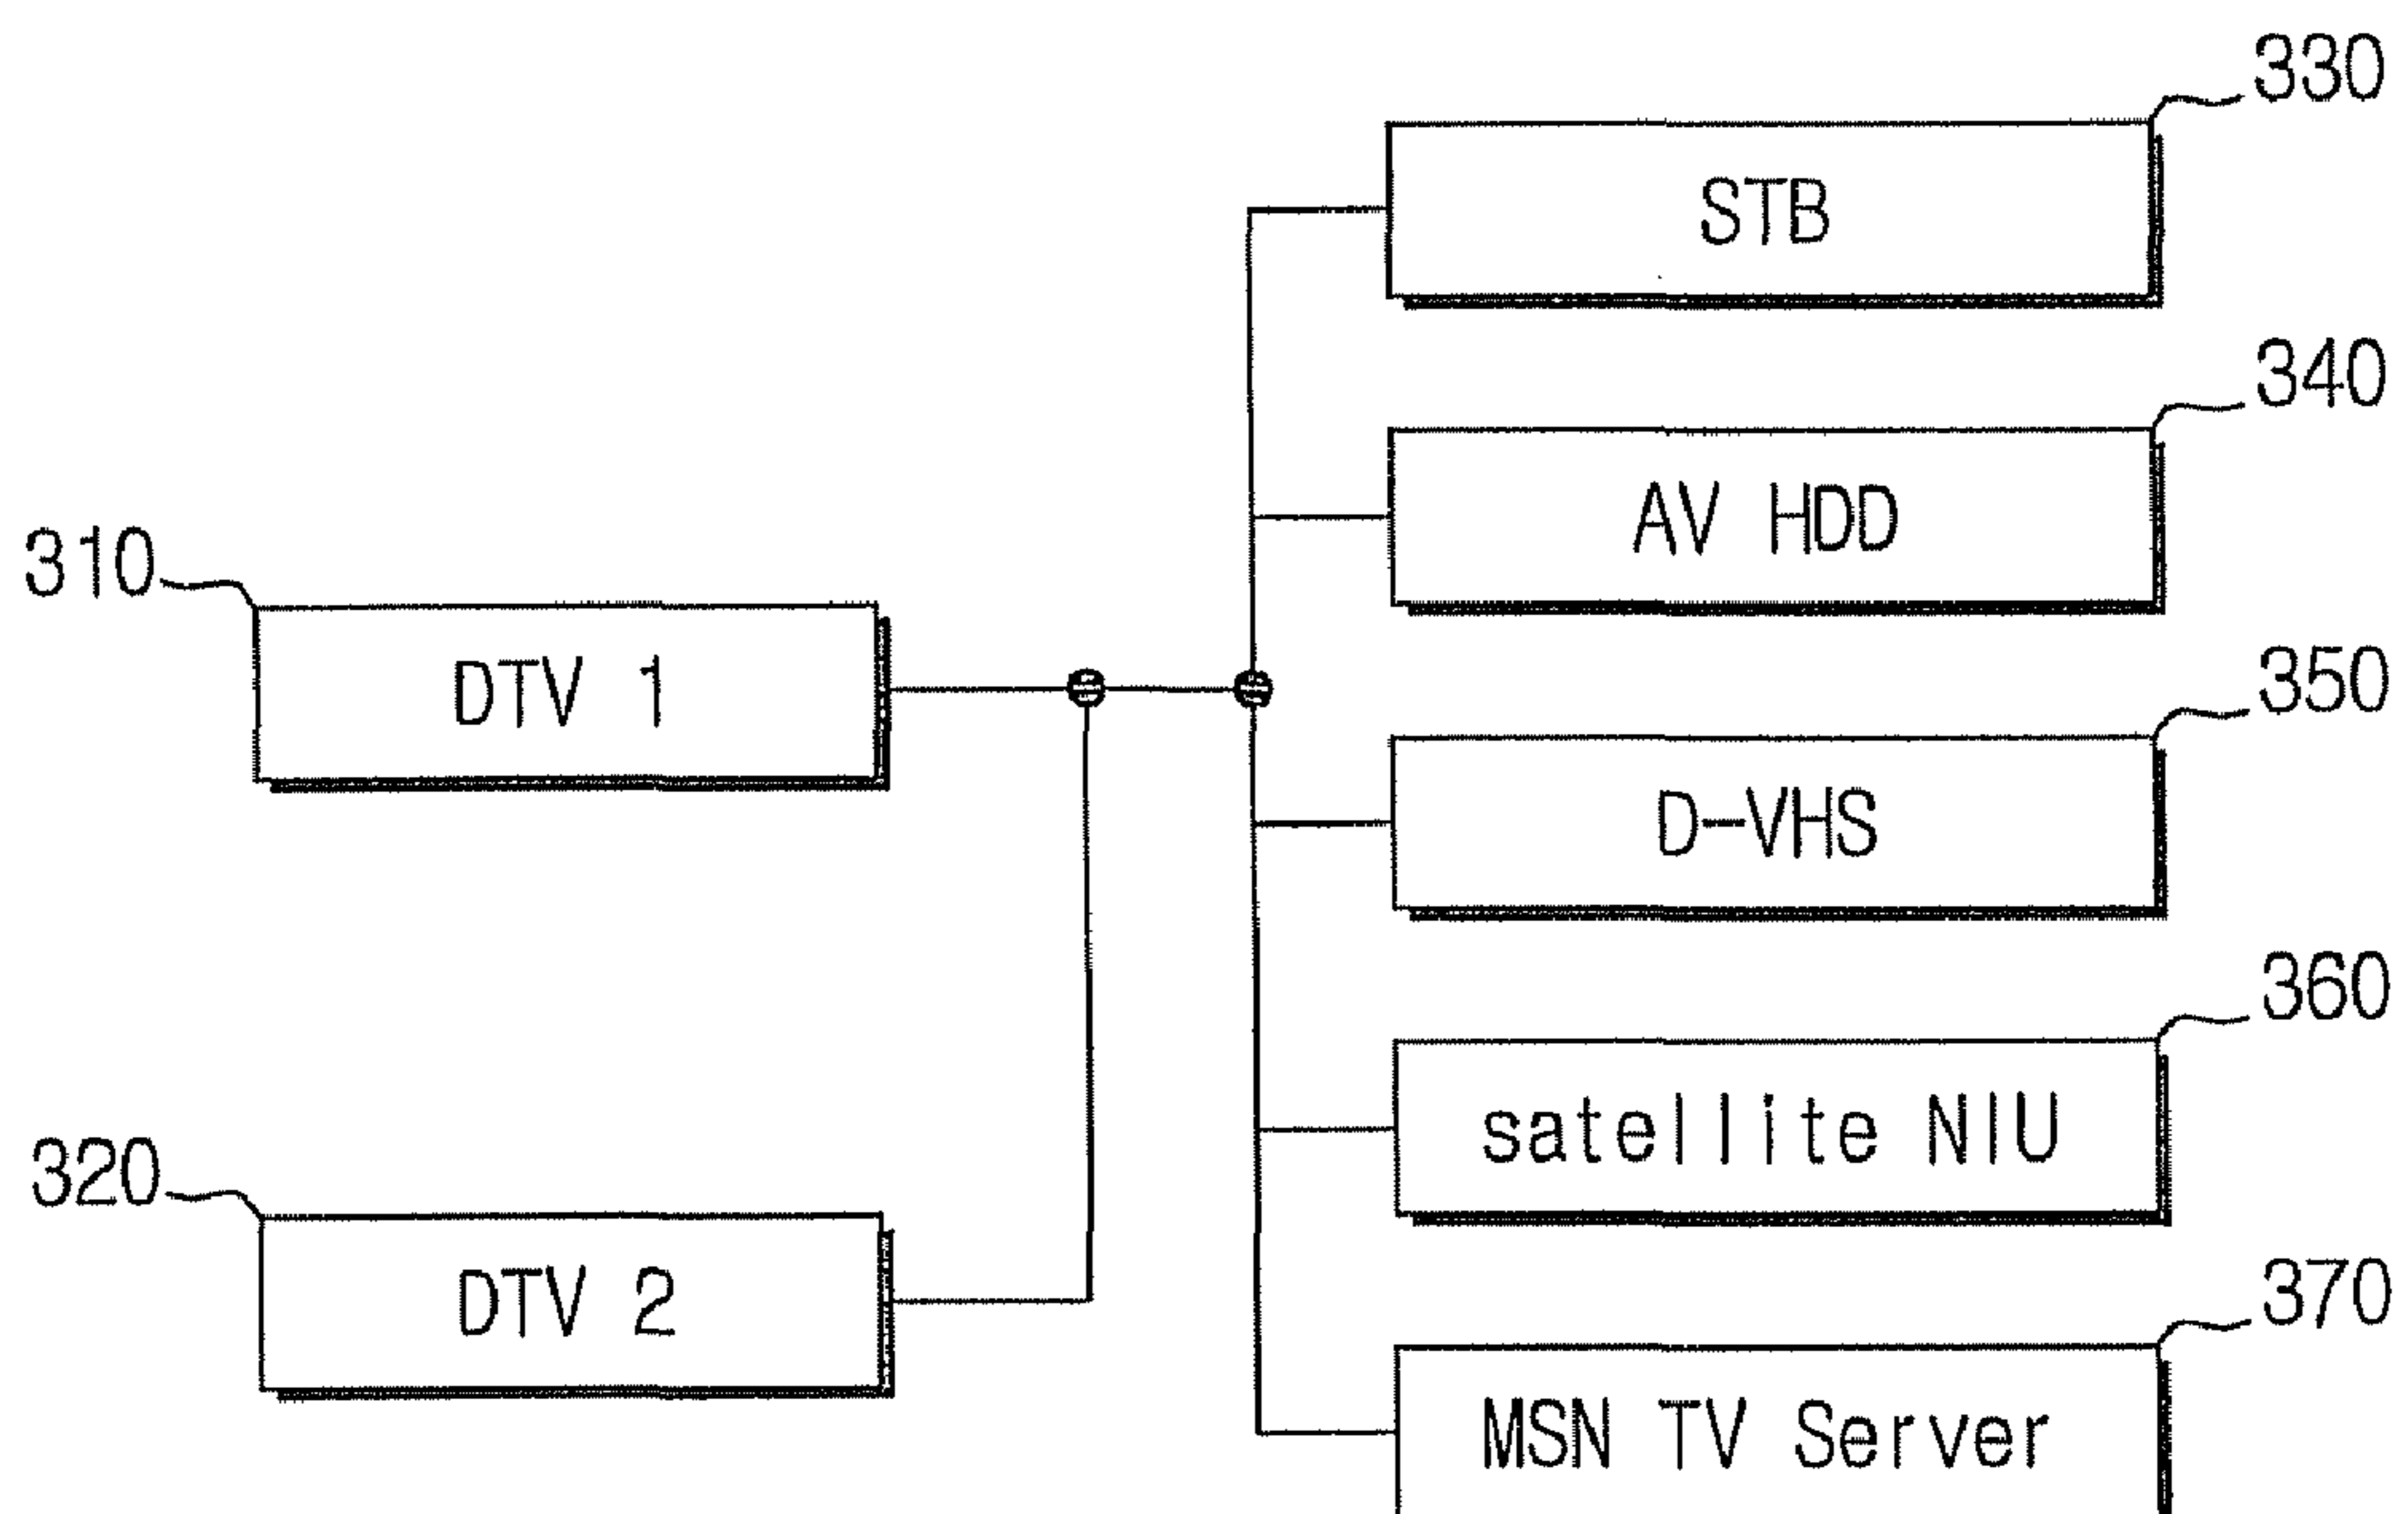 330
STB
340
AV HDD
310
DTV 1
350
D-VHS
360
satellite NIU
320
DTV 2
370
MSN TV Server